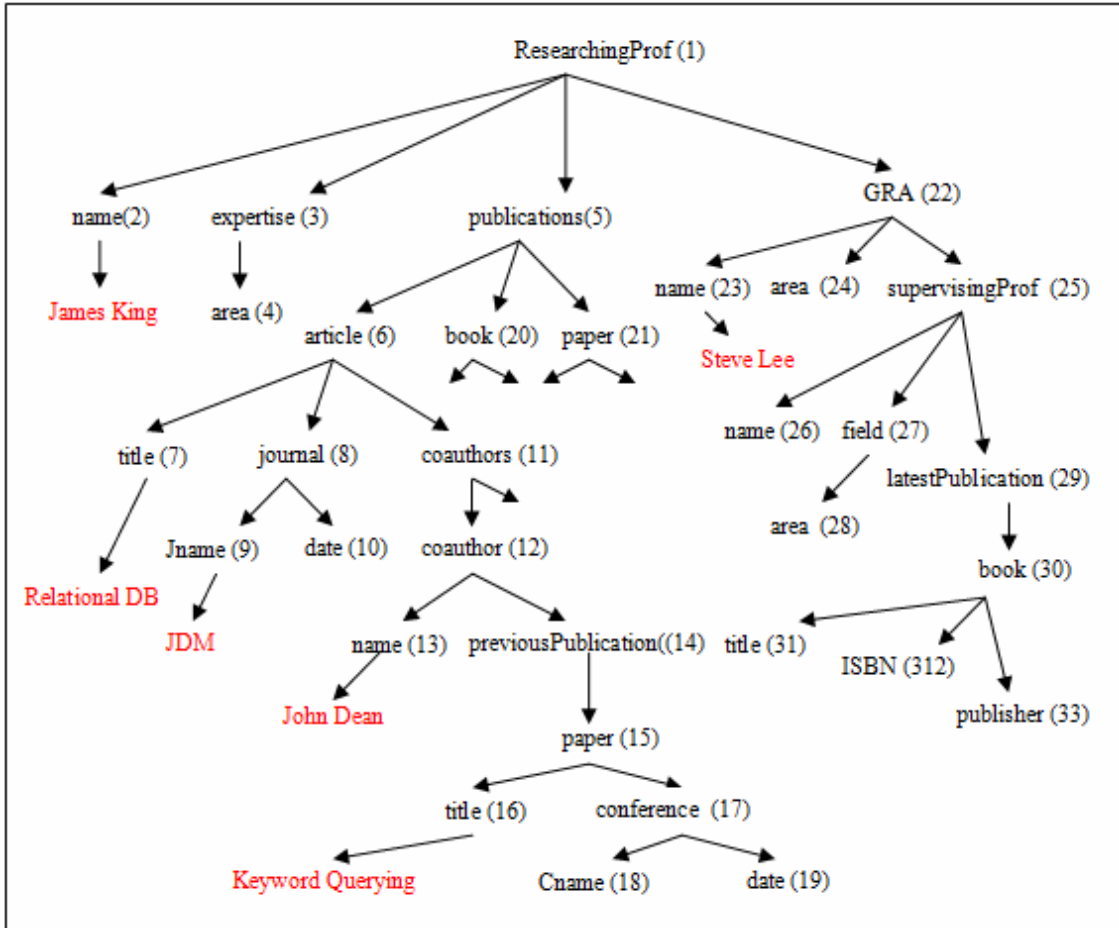 ResearchingProf (1)
GRA (22)
name(2)
expertise (3)
publications(5)
name (23)
area (24)
supervisingProf (25)
James King
area (4)
article (6)
book (20)
paper (21)
Steve Lee
name (26)
field (27)
title (7)
journal (8)
coauthors (11)
latestPublication (29)
area (28)
Jname (9)
date (10)
coauthor (12)
book (30)
Relational DB
JDM
name (13)
previousPublication((14)
title (31)
ISBN (312)
John Dean
publisher (33)
paper (15)
title (16)
conference (17)
Keyword Querying
Cname (18)
date (19)